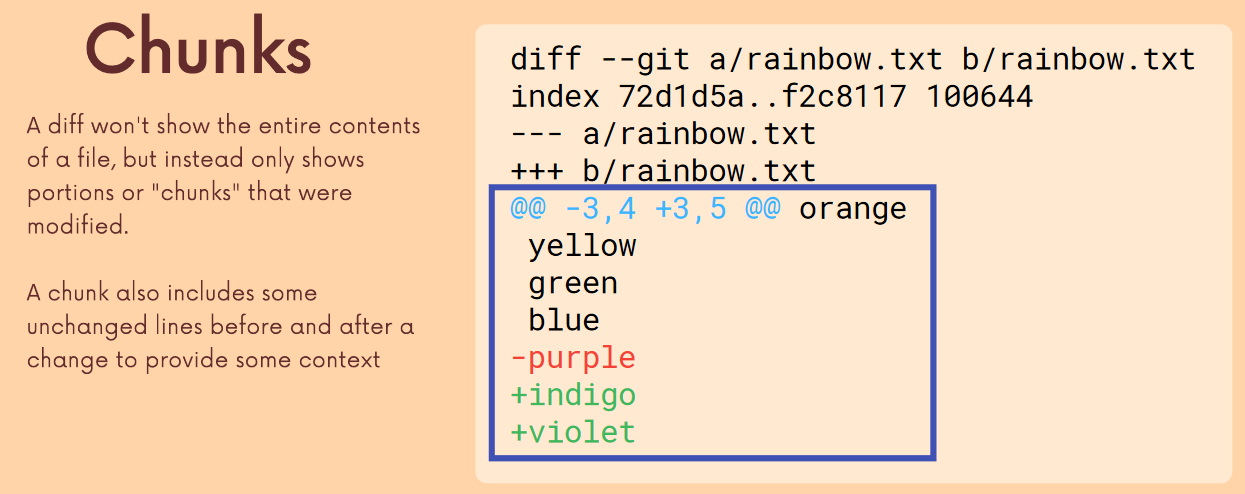 Chunks
A diff won't show the entire contents
of a file, but instead only shows
portions or "chunks" that were
modified.
A chunk also includes some
unchanged lines before and after a
change to provide some context
diff --git a/rainbow.txt b/rainbow.txt
index 72d1d5a..f2c8117 100644
--- a/rainbow.txt
+++ b/rainbow.txt
@@ -3,4 +3,5 @@ orange
 yellow
 green
 blue
-purple
+indigo
+violet